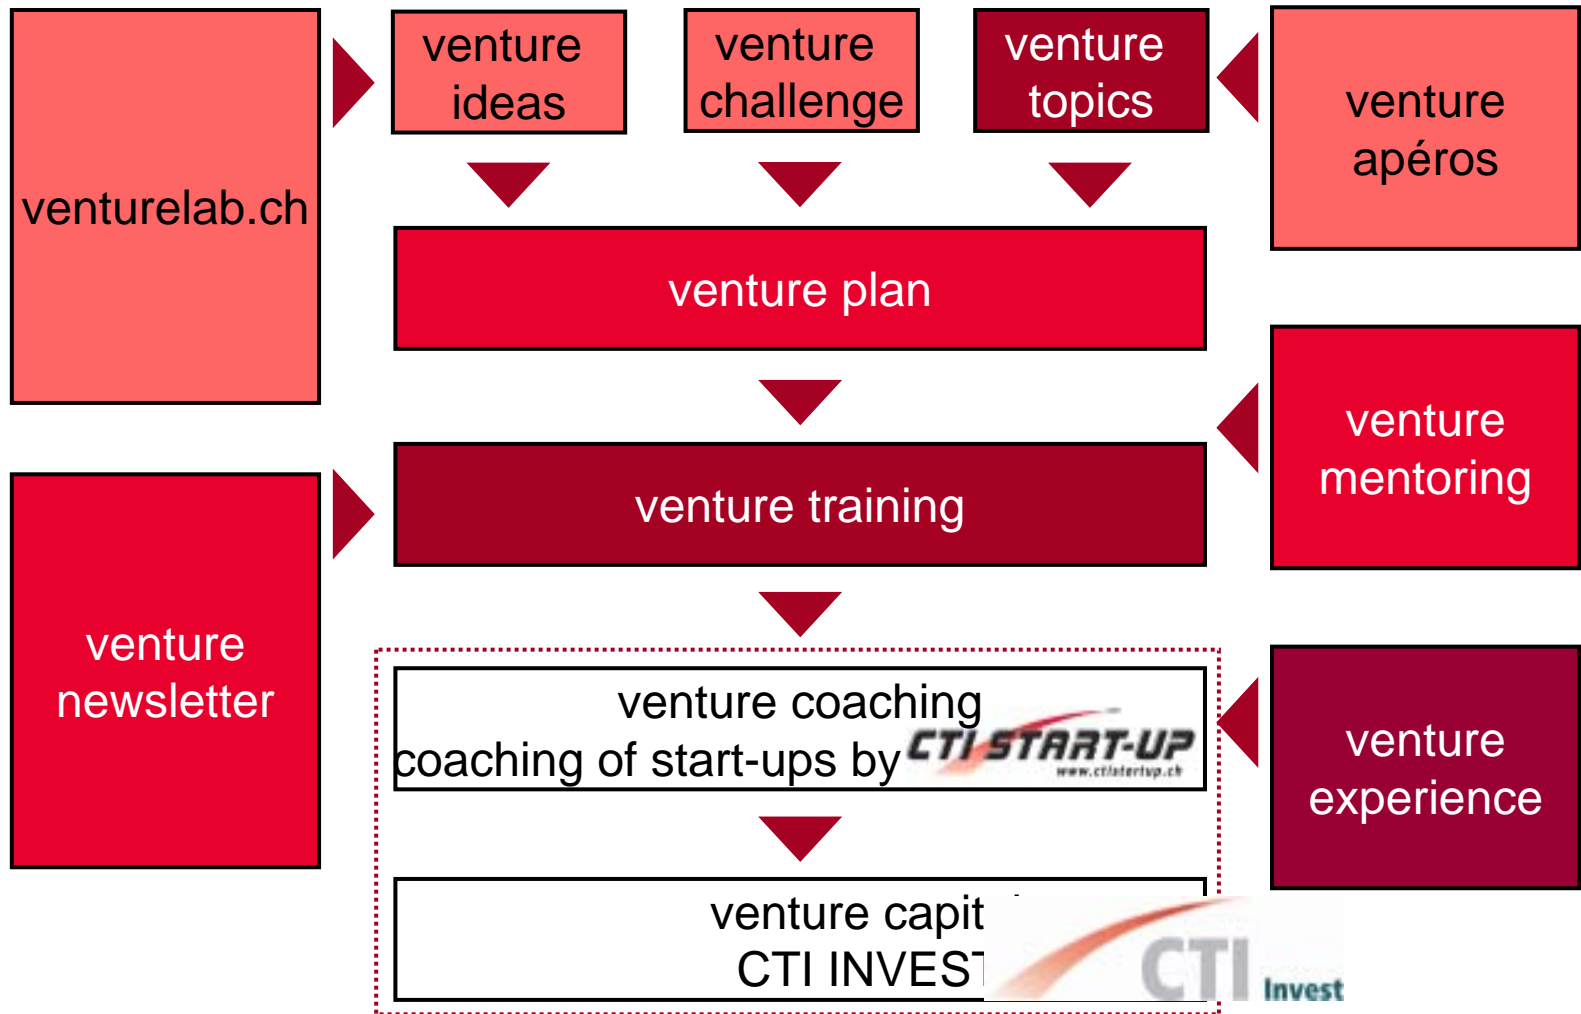 venturelab.ch
venture
ideas
venture
challenge
venture
topics
venture
apéros
venture plan
venture
mentoring
venture training
venture
newsletter
venture coaching
coaching of start-ups by CTI START-UP
www.ctistartup.ch
venture
experience
venture capit
CTI INVEST
CTI Invest